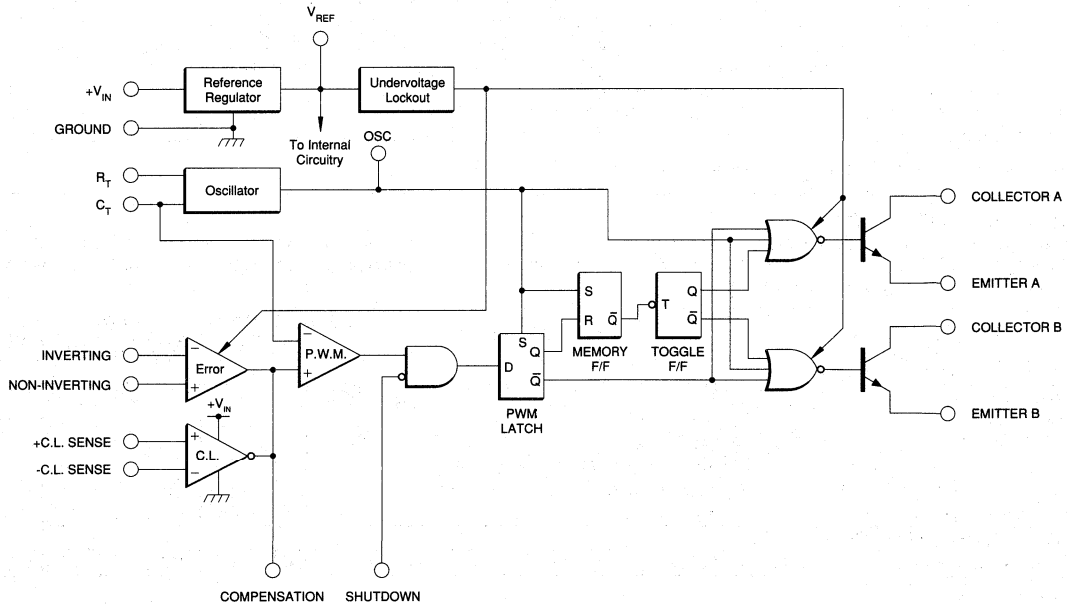 V_REF
+V_IN
Reference
Regulator
Undervoltage
Lockout
GROUND
To Internal
Circuitry
OSC
R_T
C_T
Oscillator
COLLECTOR A
EMITTER A
S
R
Q̅
MEMORY
F/F
T
Q
Q̅
TOGGLE
F/F
COLLECTOR B
EMITTER B
INVERTING
NON-INVERTING
−
+
Error
−
+
P.W.M.
S
D
Q
Q̅
PWM
LATCH
+V_IN
+C.L. SENSE
-C.L. SENSE
+
−
C.L.
COMPENSATION
SHUTDOWN